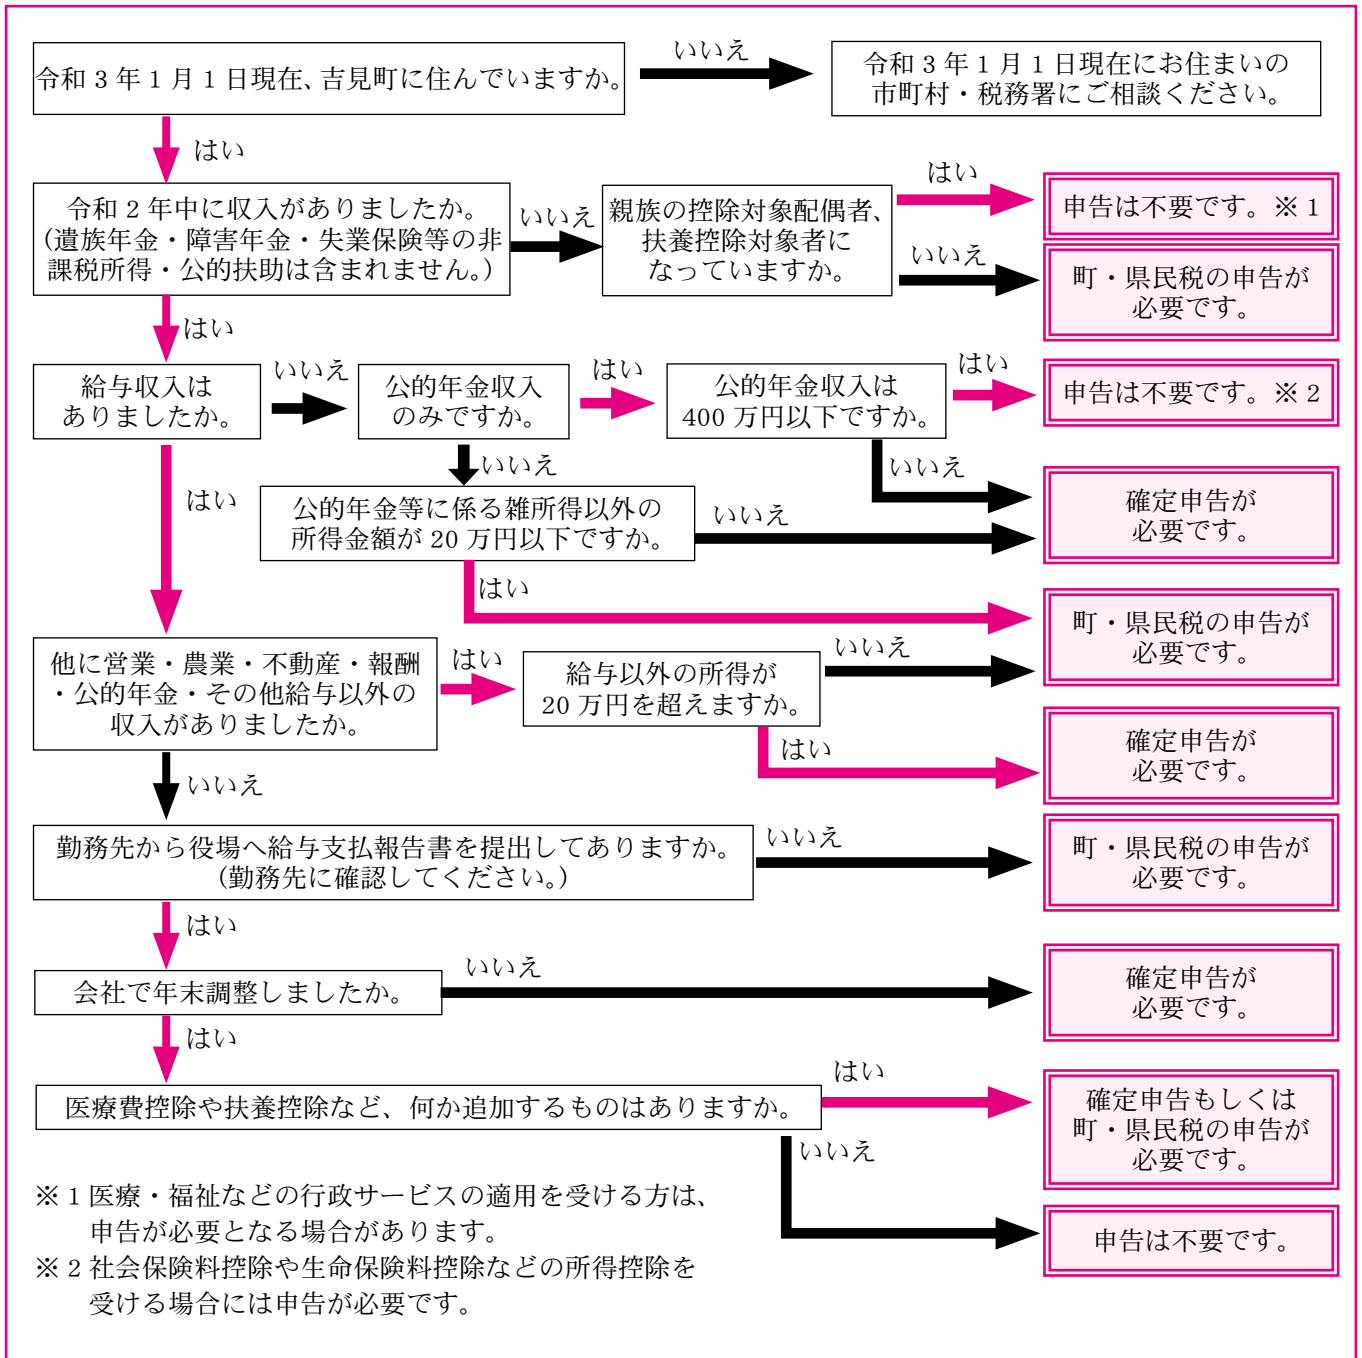 令和３年１月１日現在、吉見町に住んでいますか。
いいえ
令和３年１月１日現在にお住まいの
市町村・税務署にご相談ください。
はい
令和２年中に収入がありましたか。
（遺族年金・障害年金・失業保険等の非
課税所得・公的扶助は含まれません。）
いいえ
親族の控除対象配偶者、
扶養控除対象者に
なっていますか。
はい
申告は不要です。※１
いいえ
町・県民税の申告が
必要です。
はい
給与収入は
ありましたか。
いいえ
公的年金収入
のみですか。
はい
公的年金収入は
400万円以下ですか。
はい
申告は不要です。※２
いいえ
いいえ
確定申告が
必要です。
はい
公的年金等に係る雑所得以外の
所得金額が20万円以下ですか。
いいえ
はい
町・県民税の申告が
必要です。
他に営業・農業・不動産・報酬
・公的年金・その他給与以外の
収入がありましたか。
はい
給与以外の所得が
20万円を超えますか。
いいえ
はい
確定申告が
必要です。
いいえ
勤務先から役場へ給与支払報告書を提出してありますか。
（勤務先に確認してください。）
いいえ
町・県民税の申告が
必要です。
はい
会社で年末調整しましたか。
いいえ
確定申告が
必要です。
はい
医療費控除や扶養控除など、何か追加するものはありますか。
はい
確定申告もしくは
町・県民税の申告が
必要です。
いいえ
申告は不要です。
※１医療・福祉などの行政サービスの適用を受ける方は、
申告が必要となる場合があります。
※２社会保険料控除や生命保険料控除などの所得控除を
受ける場合には申告が必要です。